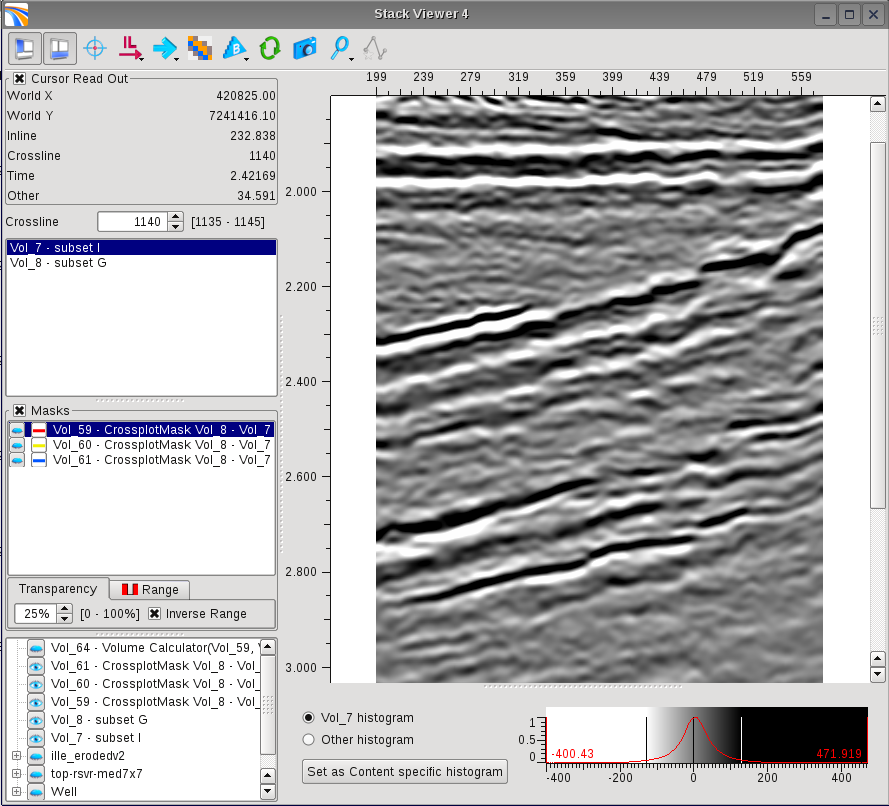 Stack Viewer 4
Cursor Read Out
World X 420825.00
World Y 7241416.10
Inline 232.838
Crossline 1140
Time 2.42169
Other 34.591
Crossline 1140 [1135 - 1145]
Vol_7 - subset I
Vol_8 - subset G
Masks
Vol_59 - CrossplotMask Vol_8 - Vol_7
Vol_60 - CrossplotMask Vol_8 - Vol_7
Vol_61 - CrossplotMask Vol_8 - Vol_7
Transparency Range
25% [0 - 100%] Inverse Range
Vol_64 - Volume Calculator(Vol_59, 
Vol_61 - CrossplotMask Vol_8 - Vol_
Vol_60 - CrossplotMask Vol_8 - Vol_
Vol_59 - CrossplotMask Vol_8 - Vol_
Vol_8 - subset G
Vol_7 - subset I
ille_erodedv2
top-rsvr-med7x7
Well
199 239 279 319 359 399 439 479 519 559
2.000
2.200
2.400
2.600
2.800
3.000
Vol_7 histogram
Other histogram
Set as Content specific histogram
1
0.5
0
-400.43 471.919
-400 -200 0 200 400